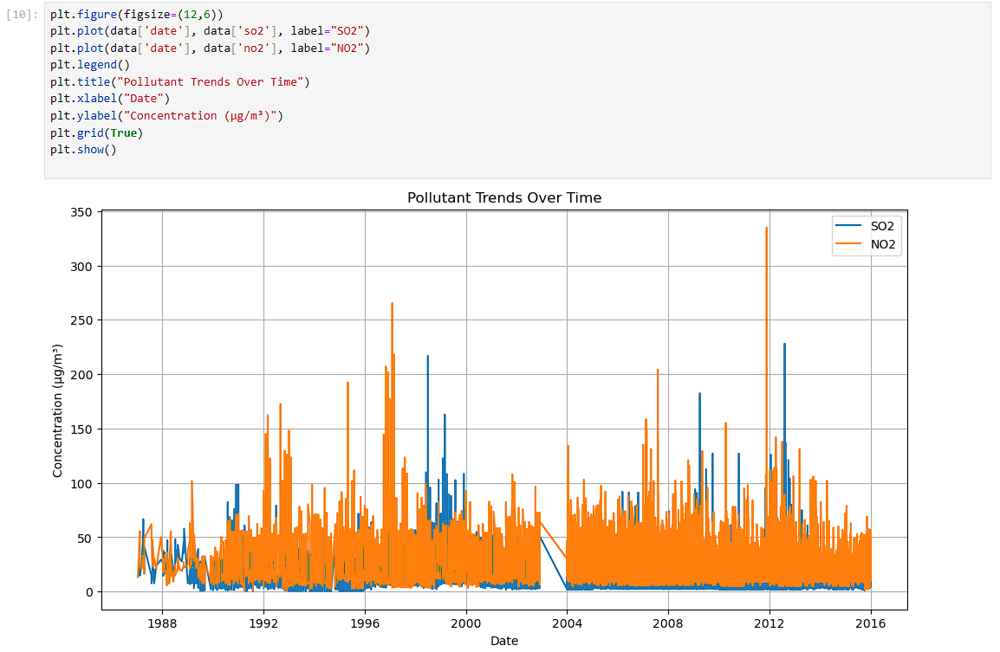 [10]: plt.figure(figsize=(12,6))
plt.plot(data['date'], data['so2'], label="SO2")
plt.plot(data['date'], data['no2'], label="NO2")
plt.legend()
plt.title("Pollutant Trends Over Time")
plt.xlabel("Date")
plt.ylabel("Concentration (µg/m³)")
plt.grid(True)
plt.show()
Pollutant Trends Over Time
350
300
250
200
150
100
50
0
Concentration (µg/m³)
SO2
NO2
1988 1992 1996 2000 2004 2008 2012 2016
Date